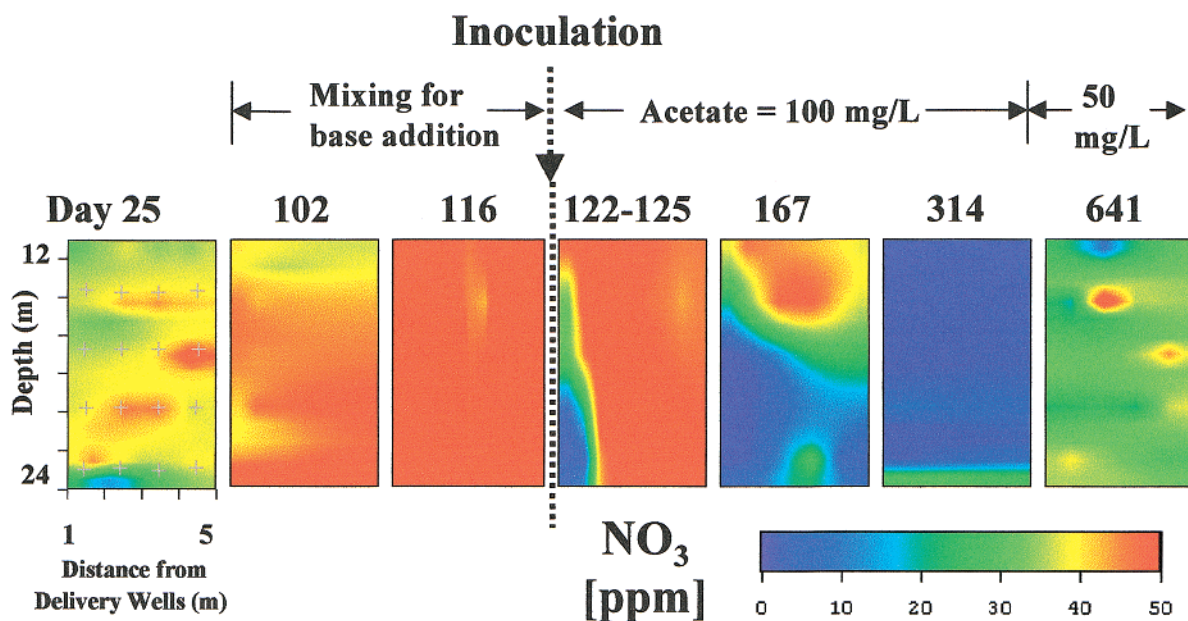 Inoculation
Mixing for
base addition
Acetate = 100 mg/L
50
mg/L
Day 25
102
116
122-125
167
314
641
12
Depth (m)
24
1 5
Distance from
Delivery Wells (m)
NO3
[ppm]
0 10 20 30 40 50